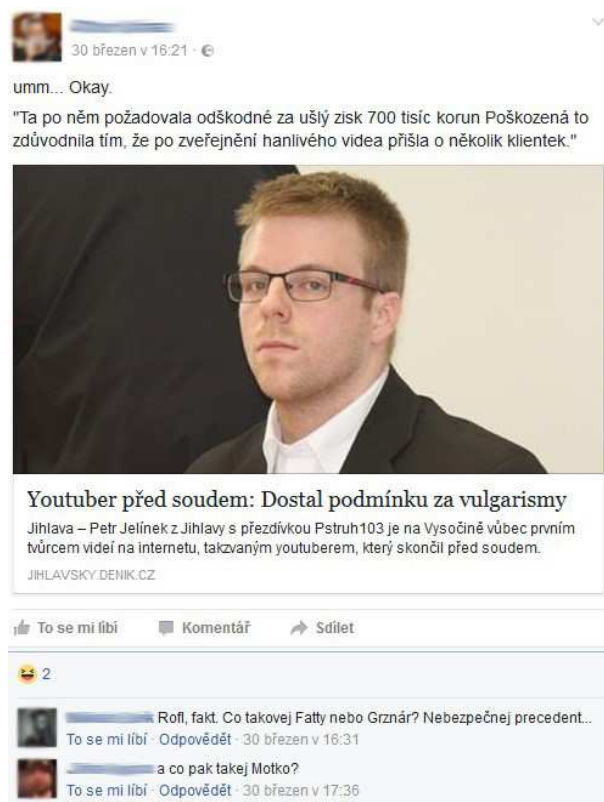 30 březen v 16:21 ·
umm... Okay.
"Ta po něm požadovala odškodné za ušlý zisk 700 tisíc korun Poškozená to
zdůvodnila tím, že po zveřejnění hanlivého videa přišla o několik klientek."
Youtuber před soudem: Dostal podmínku za vulgarismy
Jihlava – Petr Jelínek z Jihlavy s přezdívkou Pstruh103 je na Vysočině vůbec prvním
tvůrcem videí na internetu, takzvaným youtuberem, který skončil před soudem.
JIHLAVSKY.DENIK.CZ
To se mi líbí Komentář Sdílet
2
Rofl, fakt. Co takovej Fatty nebo Grznár? Nebezpečnej precedent...
To se mi líbí · Odpovědět · 30 březen v 16:31
a co pak takej Motko?
To se mi líbí · Odpovědět · 30 březen v 17:36